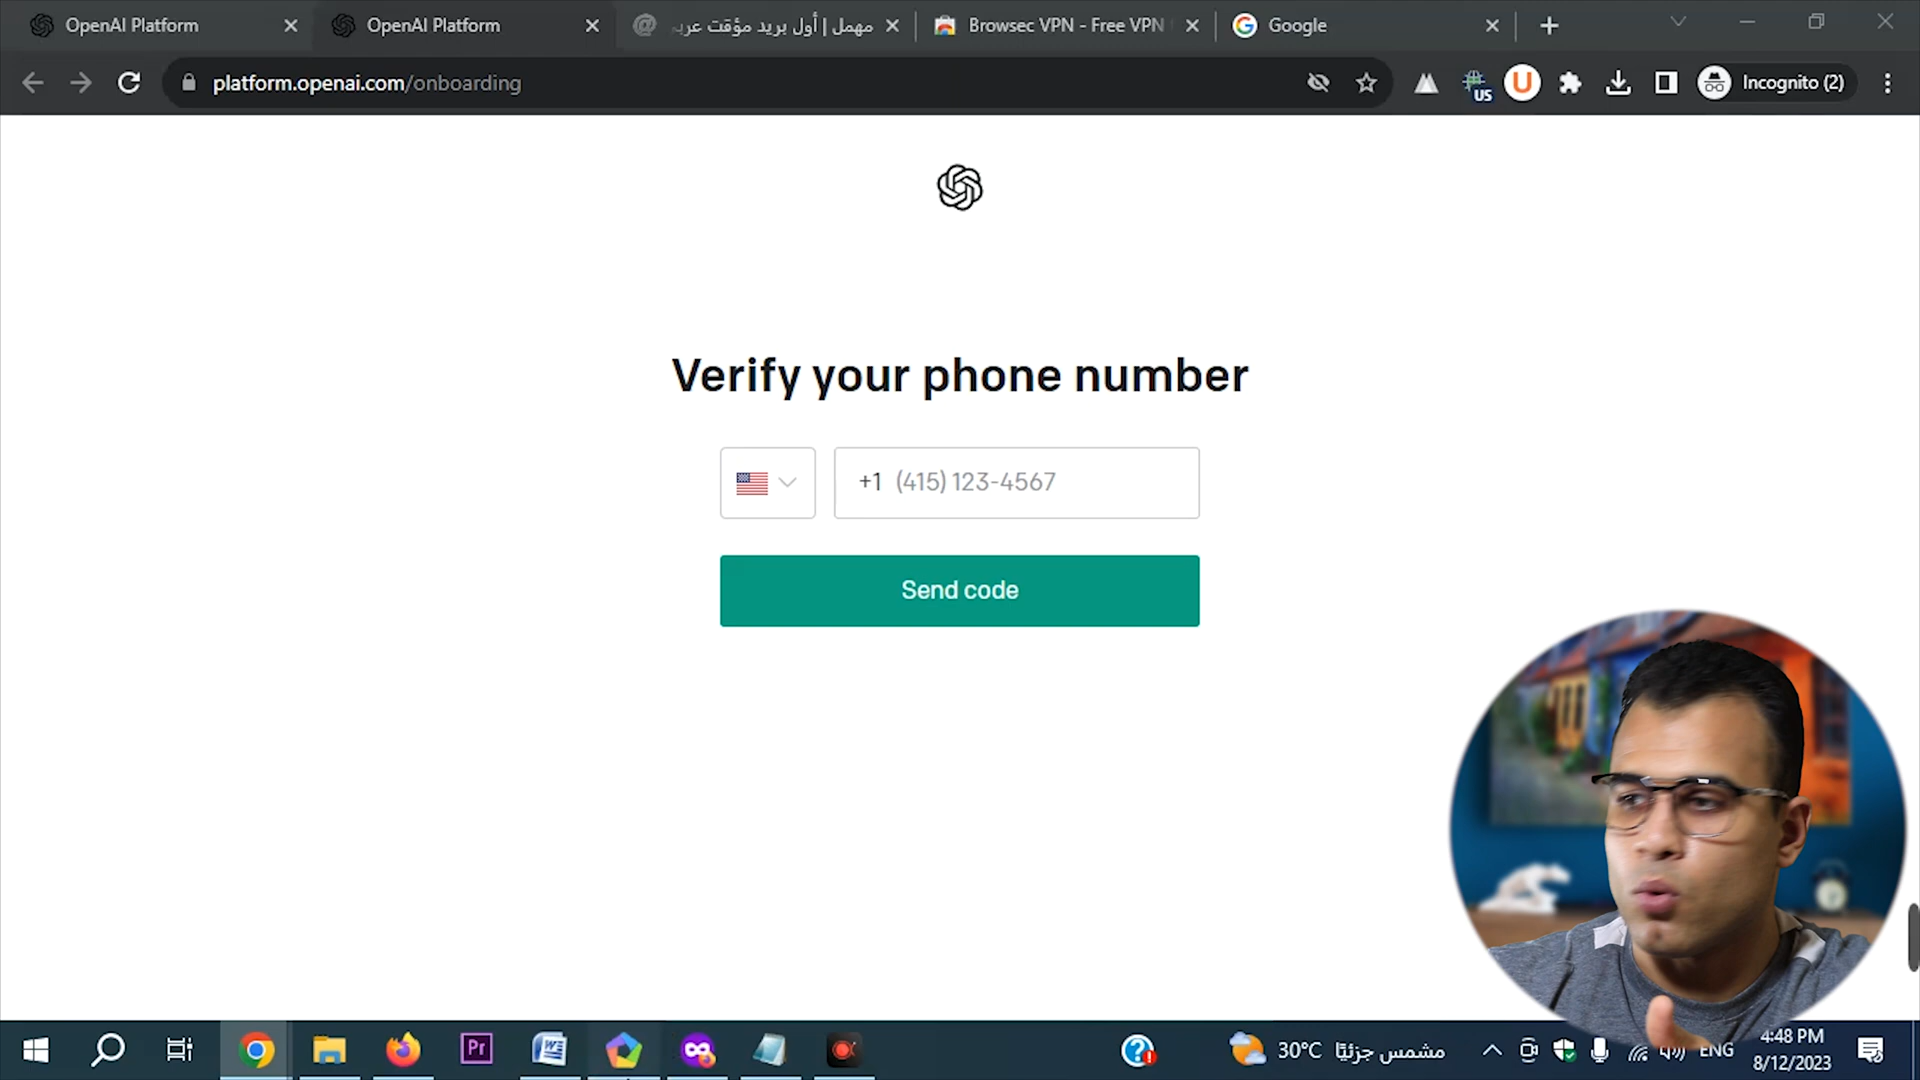 OpenAI Platform
OpenAI Platform
مهمل | أول بريد مؤقت عربـ
Browsec VPN - Free VPN
Google
platform.openai.com/onboarding
US
U
Incognito (2)
Verify your phone number
+1 (415) 123-4567
Send code
Pr
W
30°C مشمس جزئيًا
ENG
4:48 PM
8/12/2023